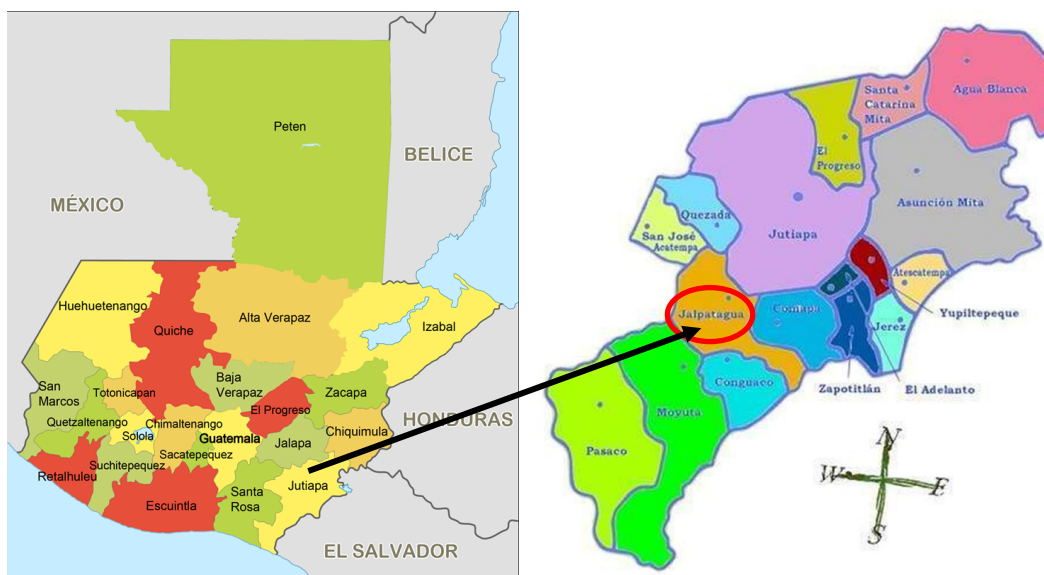 Peten
BELICE
MÉXICO
Huehuetenango
Quiche
Alta Verapaz
Izabal
San
Marcos
Totonicapan
Baja
Verapaz
El Progreso
Zacapa
Quetzaltenango
Solola
Chimaltenango
Guatemala
HONDURAS
Chiquimula
Jalapa
Sacatepequez
Suchitepequez
Retalhuleu
Escuintla
Santa
Rosa
Jutiapa
EL SALVADOR
Santa
Catarina
Mita
Agua Blanca
El
Progreso
Asunción Mita
Quezada
San José
Acatempa
Jutiapa
Atescatempa
Jalpatagua
Comapa
Yupiltepeque
Jerez
Conguaco
Zapotitlán
El Adelanto
Moyuta
Pasaco
N
W
E
S